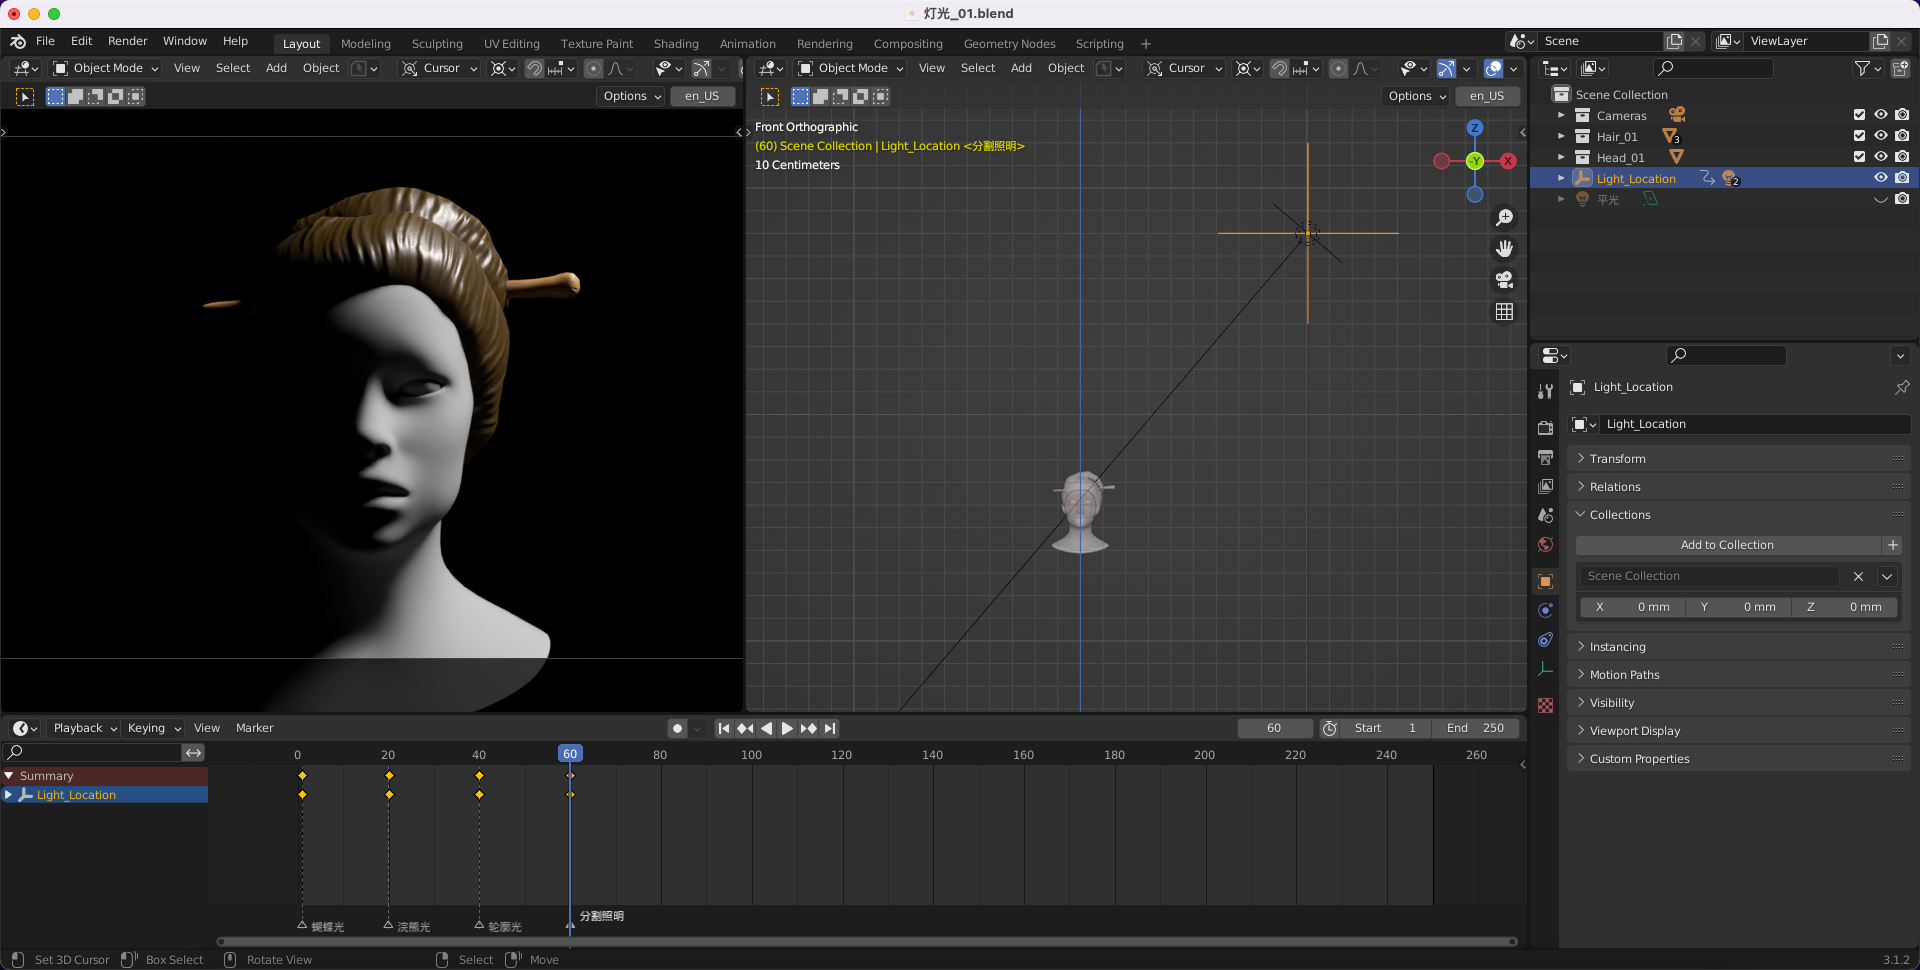 灯光_01.blend
File Edit Render Window Help Layout Modeling Sculpting UV Editing Texture Paint Shading Animation Rendering Compositing Geometry Nodes Scripting + Scene ViewLayer
Object Mode View Select Add Object Cursor
Object Mode View Select Add Object Cursor
Options en_US
Options en_US
Front Orthographic
(60) Scene Collection | Light_Location <分割照明>
10 Centimeters
Z
-Y
X
Scene Collection
Cameras
Hair_01 3
Head_01
Light_Location 2
平光
Light_Location
Light_Location
Transform
Relations
Collections
Add to Collection
Scene Collection
X 0 mm Y 0 mm Z 0 mm
Instancing
Motion Paths
Visibility
Viewport Display
Custom Properties
Playback Keying View Marker 60 Start 1 End 250
0 20 40 60 80 100 120 140 160 180 200 220 240 260
Summary
Light_Location
蝴蝶光 浣熊光 轮廓光 分割照明
Set 3D Cursor Box Select Rotate View Select Move 3.1.2